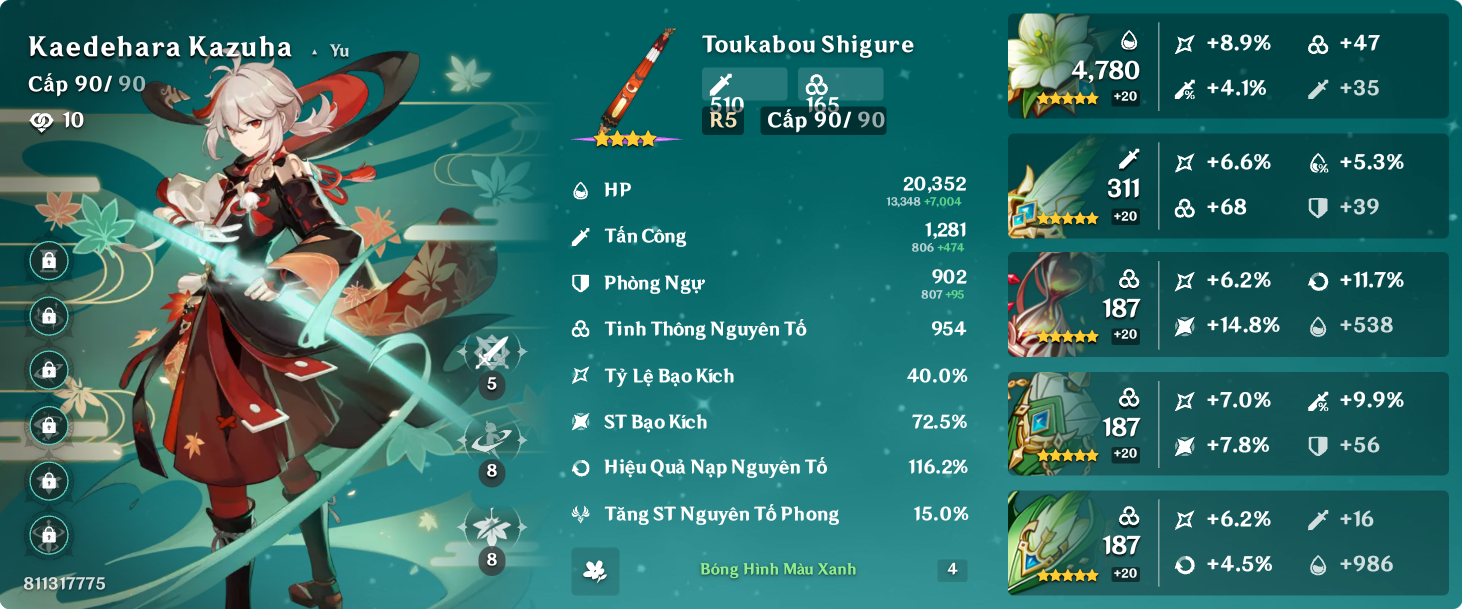 Kaedehara Kazuha Yu
Cấp 90/ 90
10
5
8
8
811317775
Toukabou Shigure
510 165
R5 Cấp 90/ 90
HP 20,352
13,348 +7,004
Tấn Công 1,281
806 +474
Phòng Ngự 902
807 +95
Tinh Thông Nguyên Tố 954
Tỷ Lệ Bạo Kích 40.0%
ST Bạo Kích 72.5%
Hiệu Quả Nạp Nguyên Tố 116.2%
Tăng ST Nguyên Tố Phong 15.0%
Bóng Hình Màu Xanh 4
4,780
+20
+8.9% +47
+4.1% +35
311
+20
+6.6% +5.3%
+68 +39
187
+20
+6.2% +11.7%
+14.8% +538
187
+20
+7.0% +9.9%
+7.8% +56
187
+20
+6.2% +16
+4.5% +986